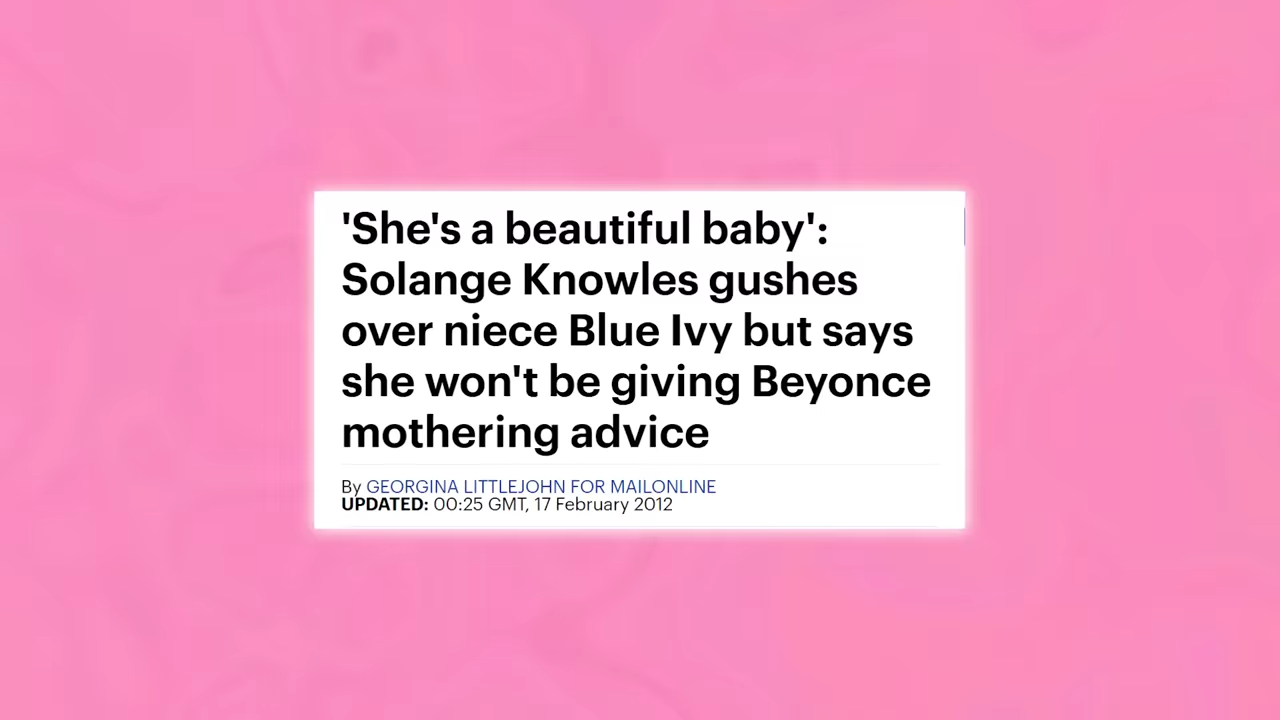 'She's a beautiful baby':
Solange Knowles gushes
over niece Blue Ivy but says
she won't be giving Beyonce
mothering advice
By GEORGINA LITTLEJOHN FOR MAILONLINE
UPDATED: 00:25 GMT, 17 February 2012